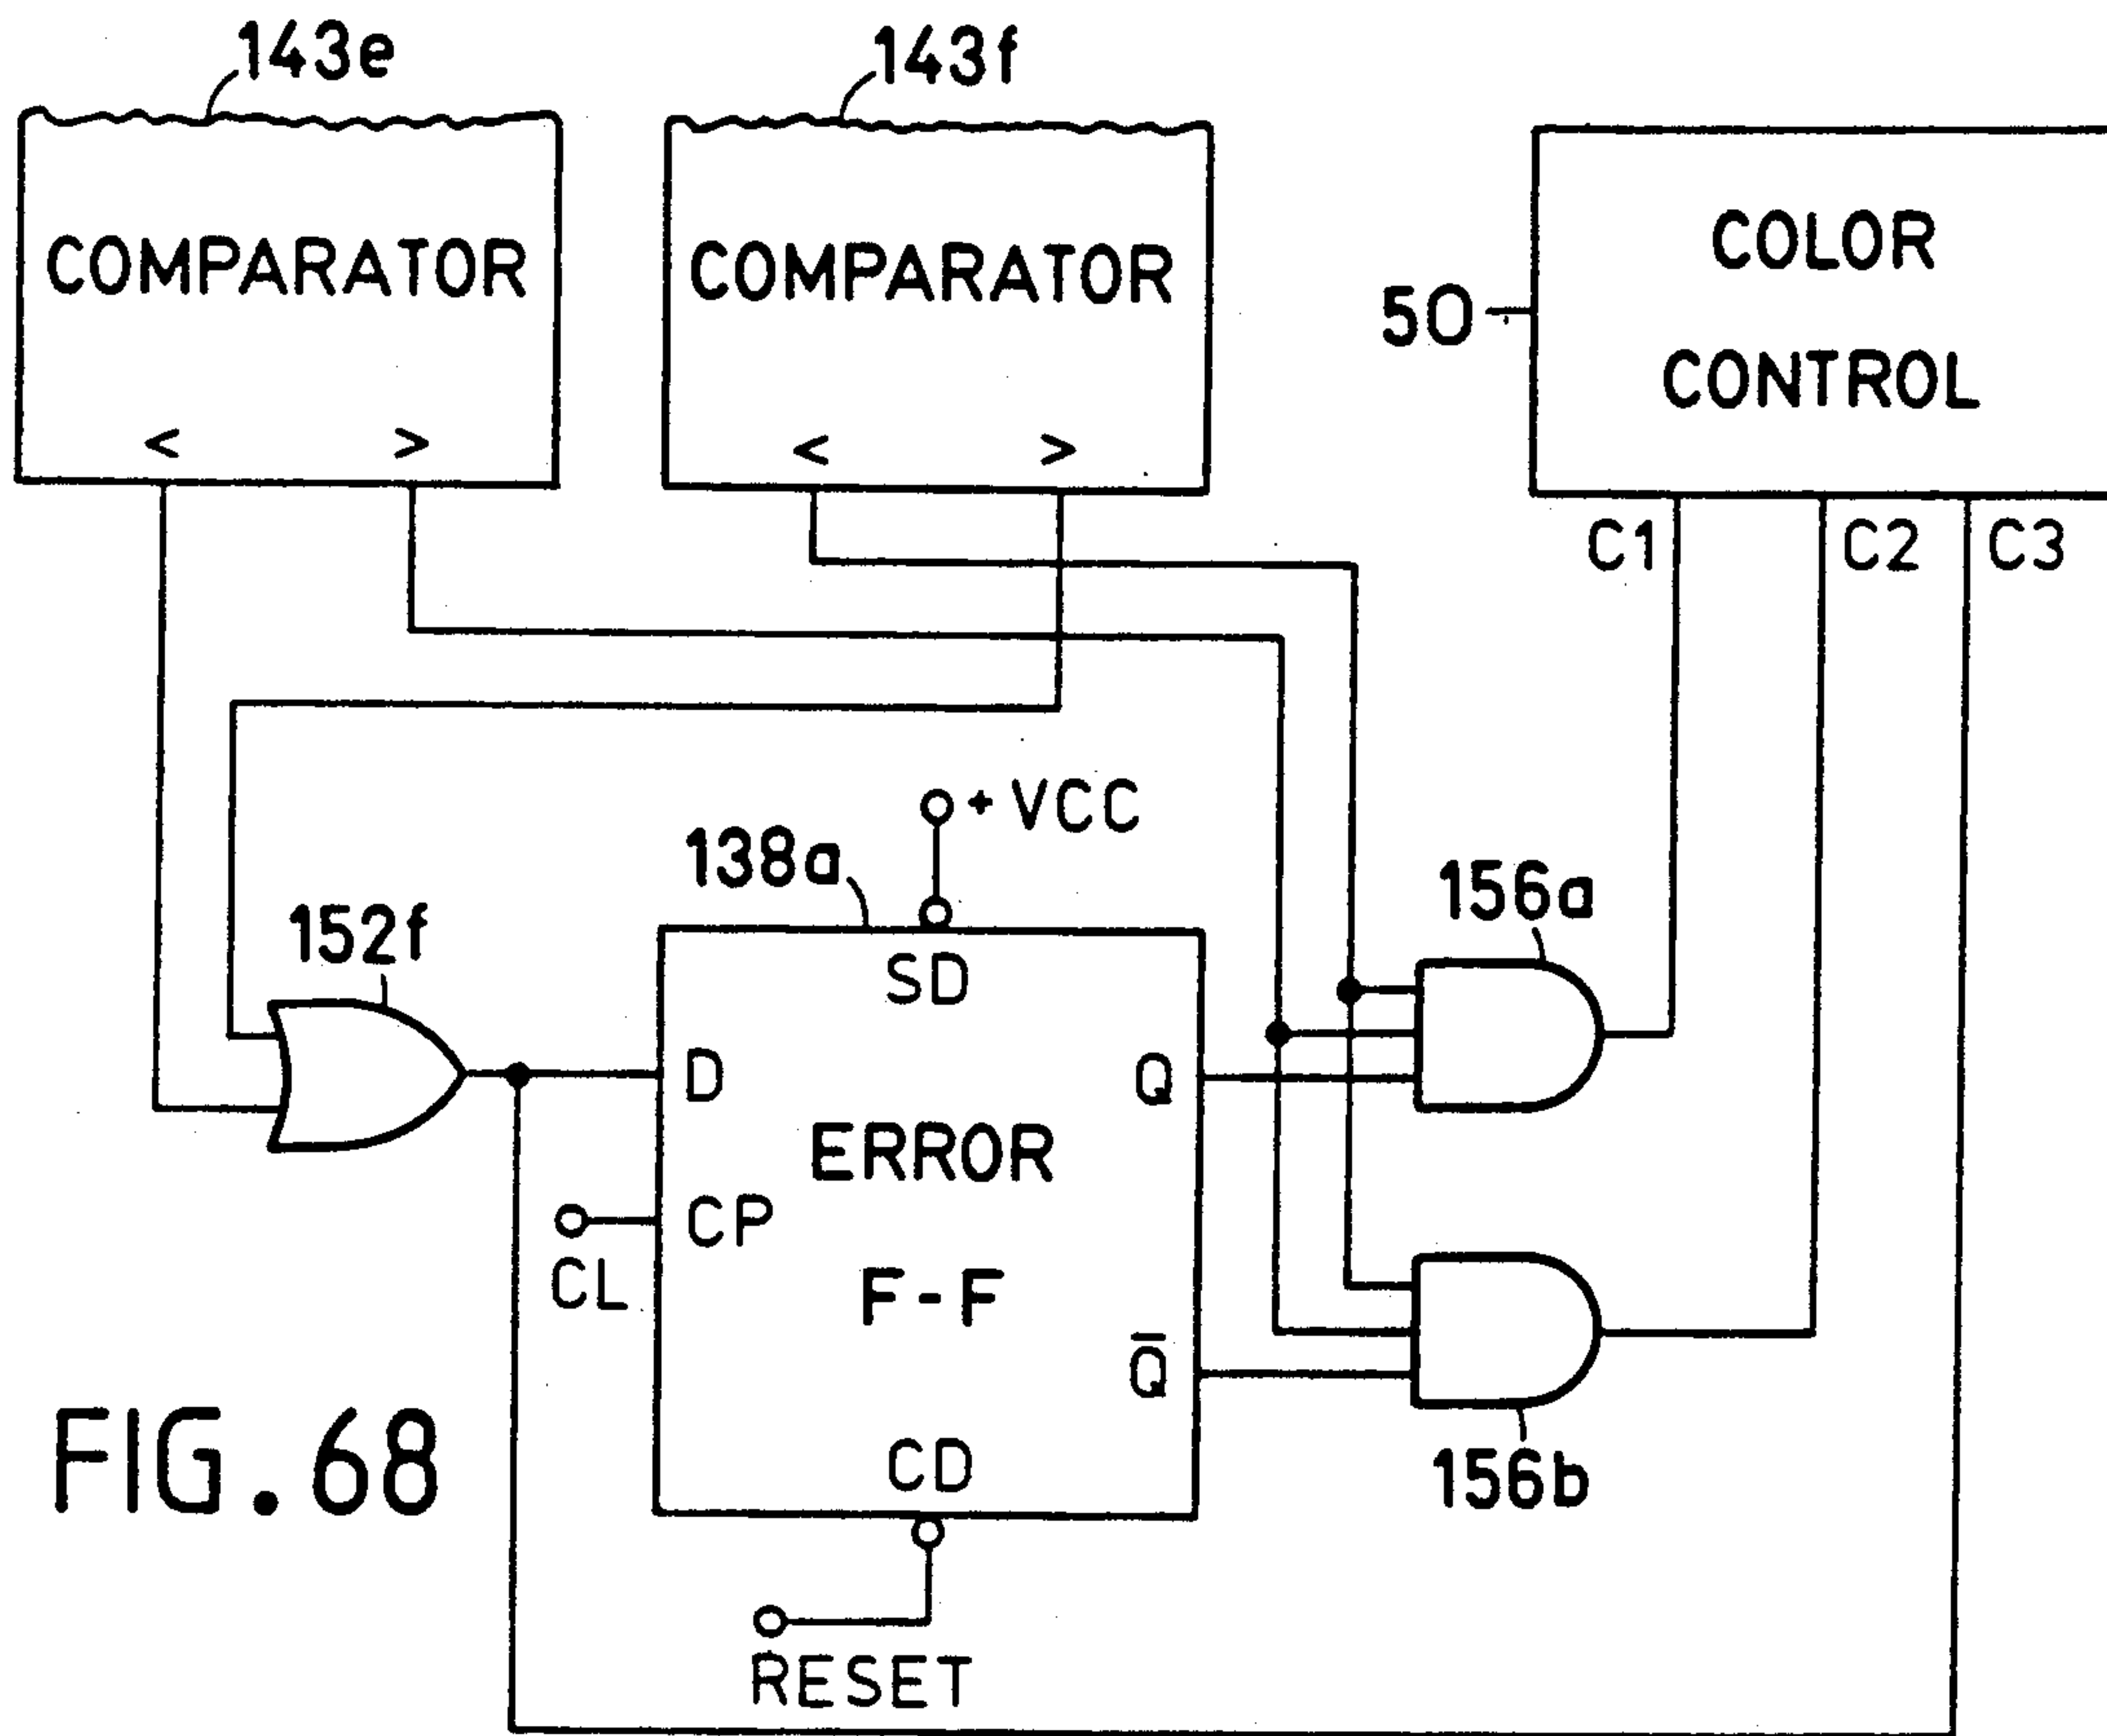 143e
143f
COMPARATOR
COMPARATOR
COLOR
CONTROL
50
<
>
<
>
C1
C2
C3
+ VCC
138a
156a
152f
SD
D
Q
ERROR
CP
CL
F-F
Q̅
CD
156b
FIG. 68
RESET